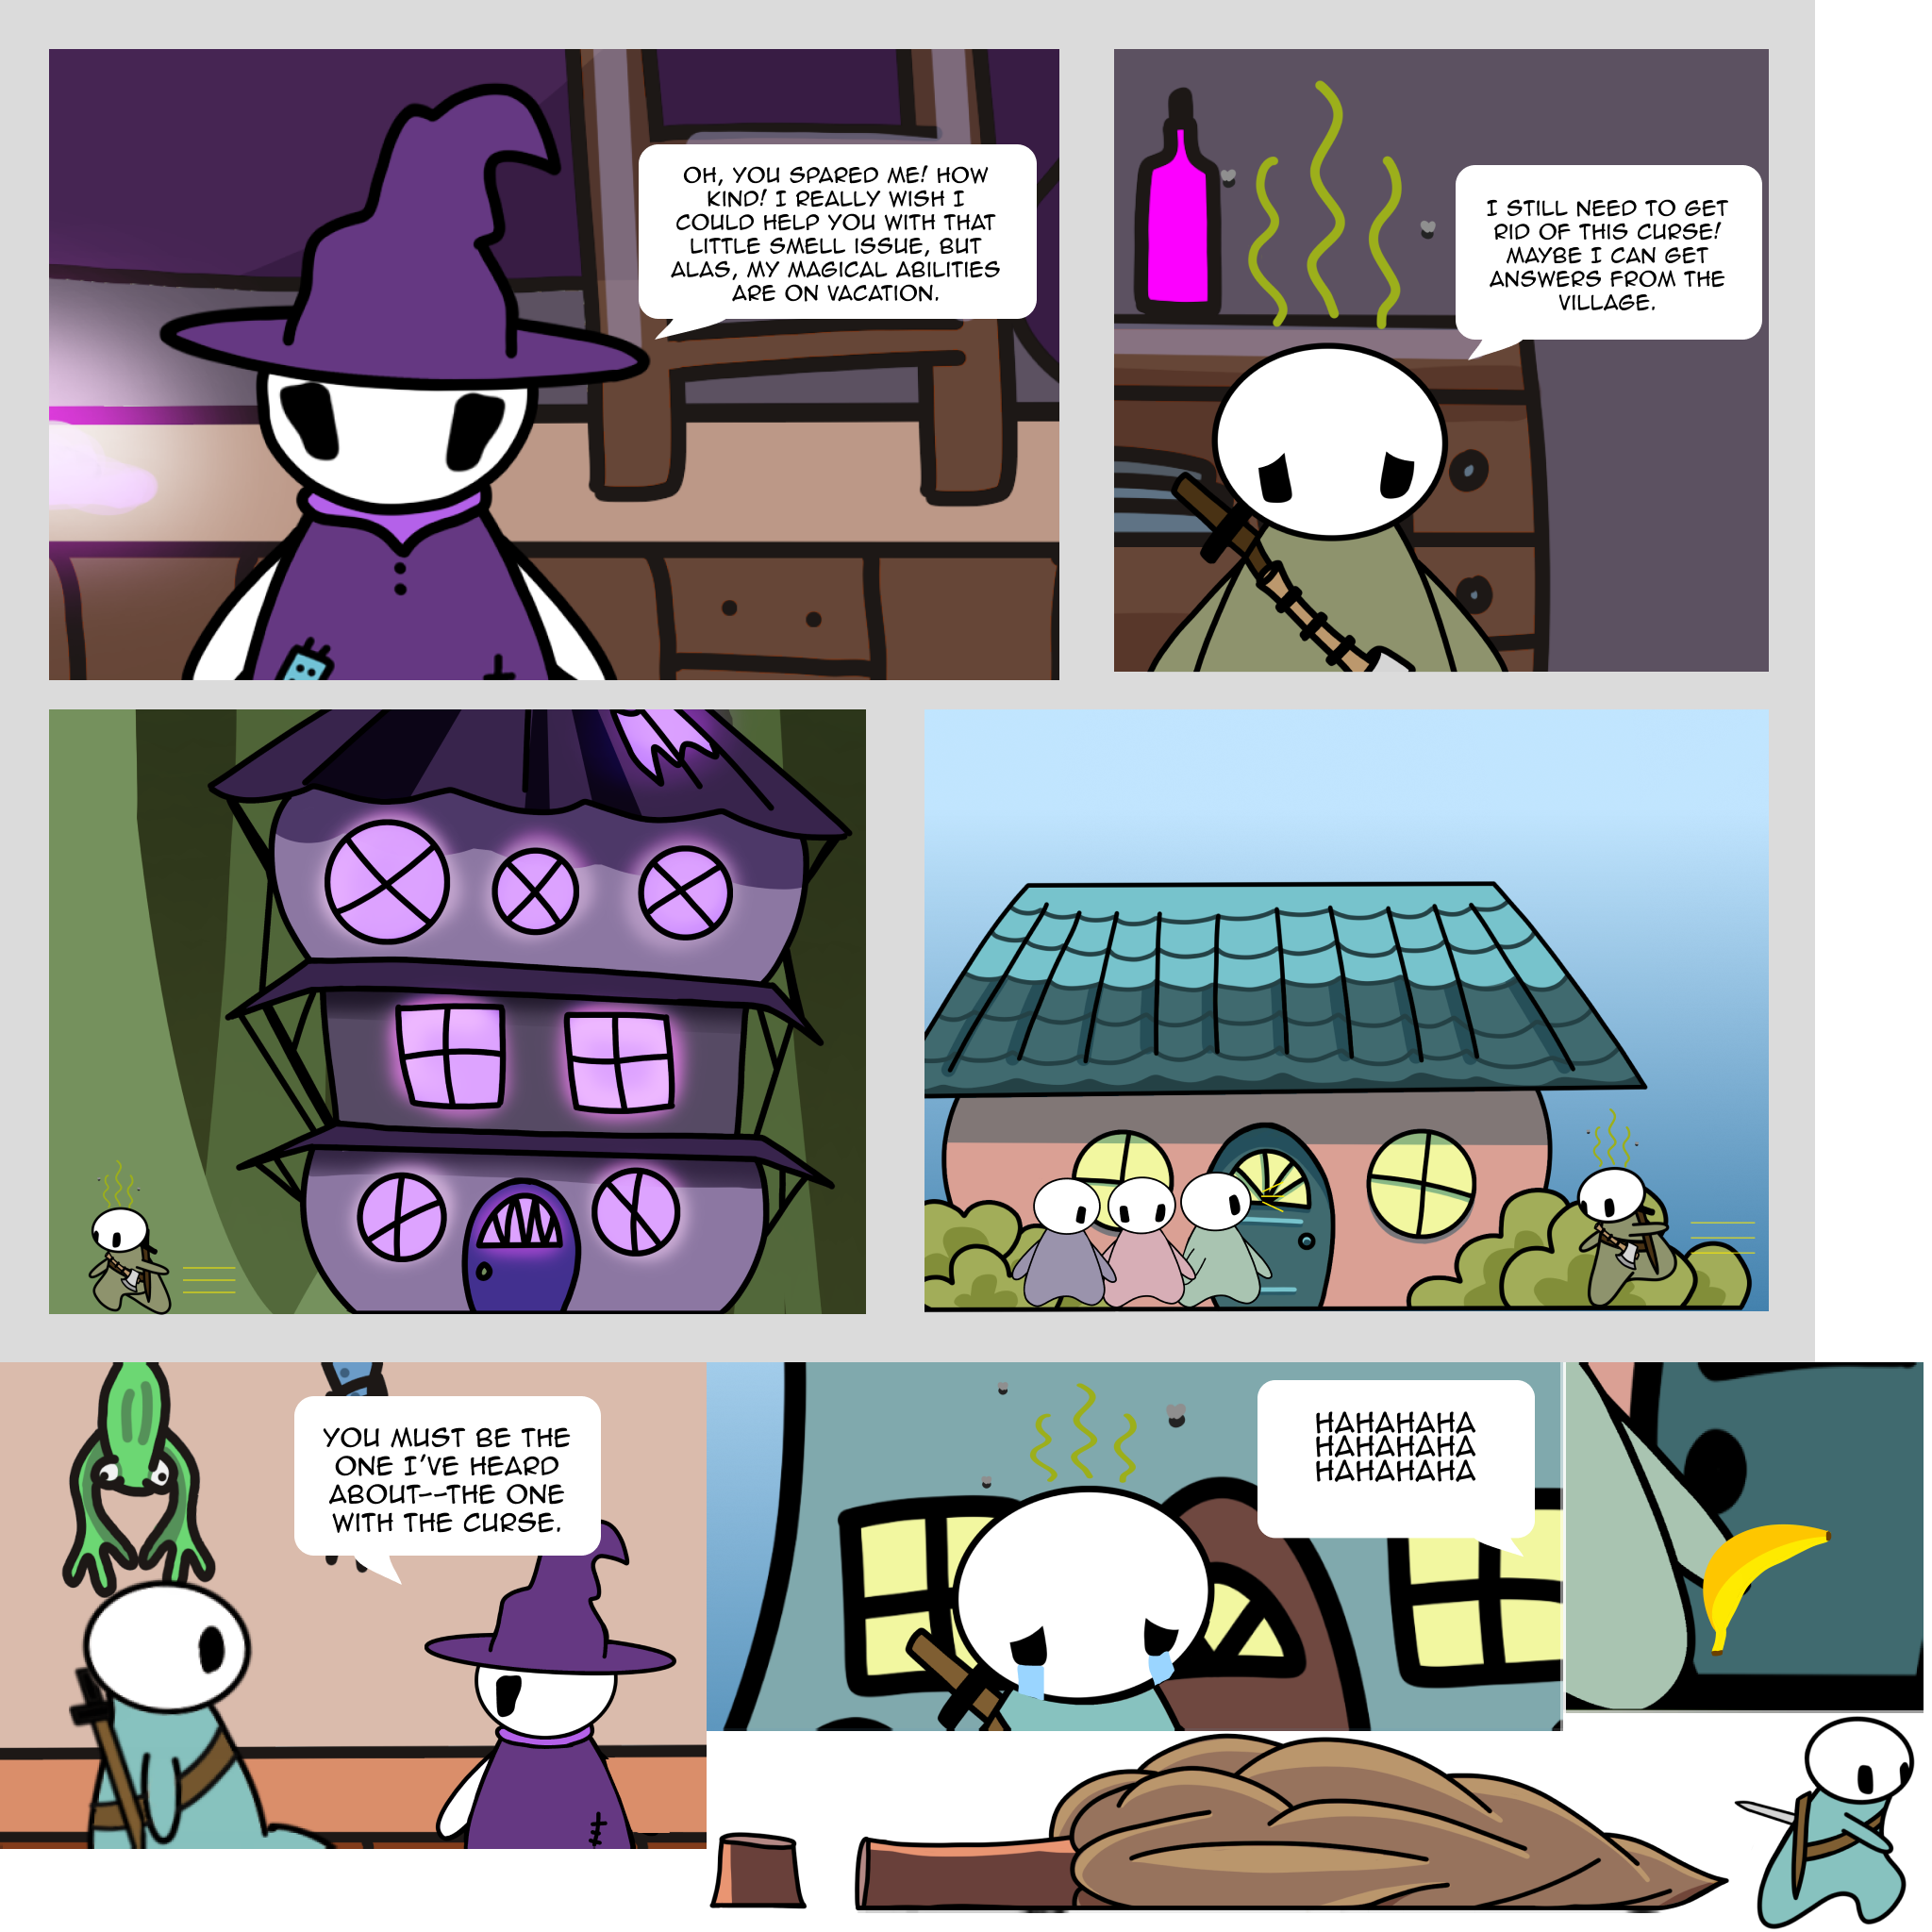 OH, YOU SPARED ME! HOW
KIND! I REALLY WISH I
COULD HELP YOU WITH THAT
LITTLE SMELL ISSUE, BUT
ALAS, MY MAGICAL ABILITIES
ARE ON VACATION.
I STILL NEED TO GET
RID OF THIS CURSE!
MAYBE I CAN GET
ANSWERS FROM THE
VILLAGE.
YOU MUST BE THE
ONE I'VE HEARD
ABOUT--THE ONE
WITH THE CURSE.
HAHAHAHA
HAHAHAHA
HAHAHAHA